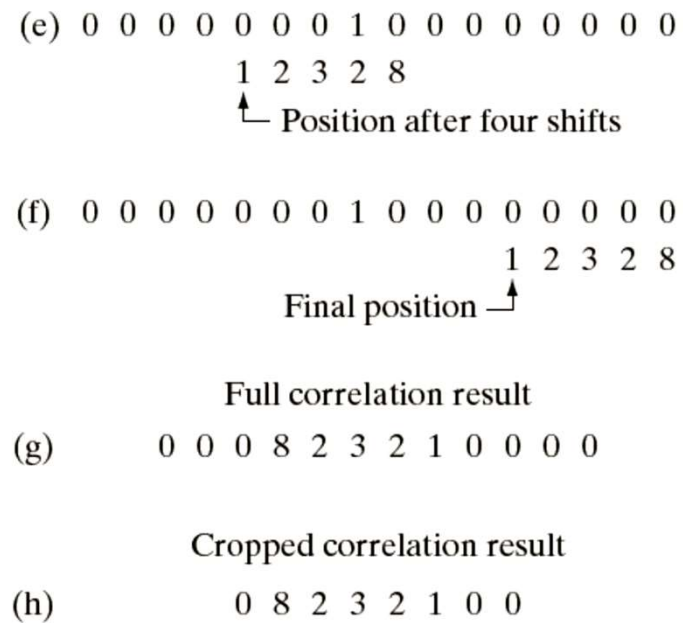 (e) 0 0 0 0 0 0 0 1 0 0 0 0 0 0 0 0
1 2 3 2 8
Position after four shifts
(f) 0 0 0 0 0 0 0 1 0 0 0 0 0 0 0 0
1 2 3 2 8
Final position
Full correlation result
(g) 0 0 0 8 2 3 2 1 0 0 0 0
Cropped correlation result
(h) 0 8 2 3 2 1 0 0